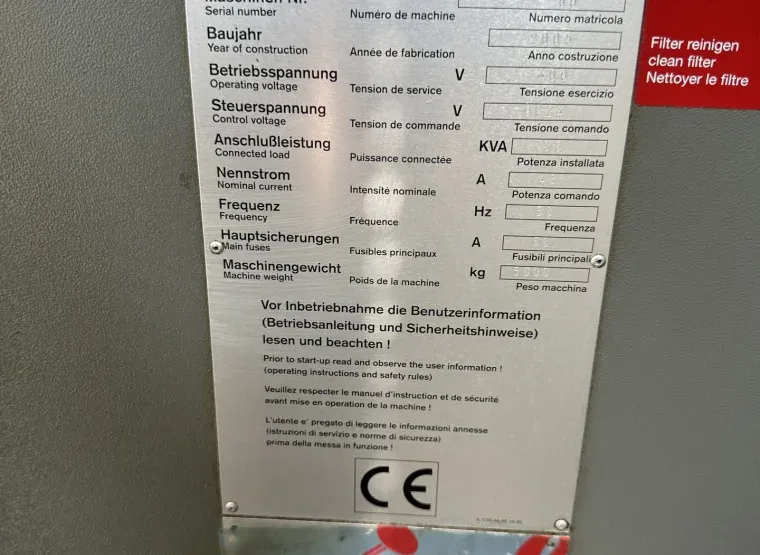 Maschinen Nr.
Serial number Numéro de machine Numero matricola
Baujahr
Year of construction Année de fabrication Anno costruzione
Betriebsspannung V 400
Operating voltage Tension de service Tensione esercizio
Steuerspannung V
Control voltage Tension de commande Tensione comando
Anschlußleistung KVA
Connected load Puissance connectée Potenza installata
Nennstrom A
Nominal current Intensité nominale Potenza comando
Frequenz Hz
Frequency Fréquence Frequenza
Hauptsicherungen A
Main fuses Fusibles principaux Fusibili principali
Maschinengewicht kg
Machine weight Poids de la machine Peso macchina
Vor Inbetriebnahme die Benutzerinformation
(Betriebsanleitung und Sicherheitshinweise)
lesen und beachten !
Prior to start-up read and observe the user information !
(operating instructions and safety rules)
Veuillez respecter le manuel d'instruction et de sécurité
avant mise en operation de la machine !
L'utente e' pregato di leggere le informazioni annesse
(istruzioni di servizio e norme di sicurezza)
prima della messa in funzione !
CE
Filter reinigen
clean filter
Nettoyer le filtre